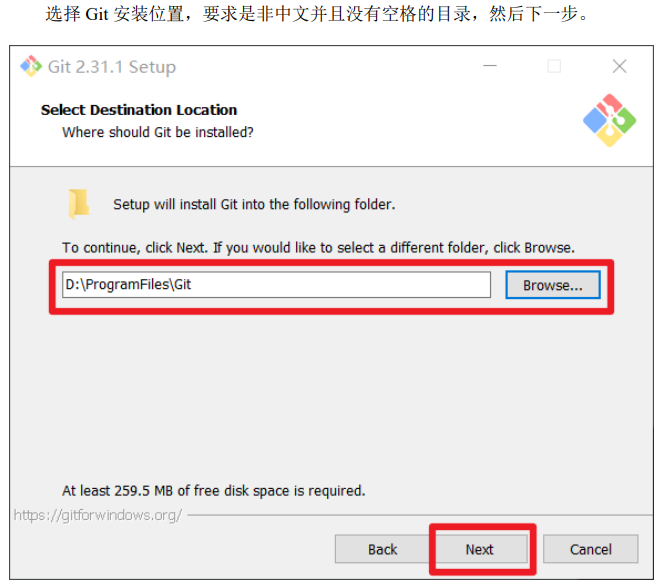 选择 Git 安装位置，要求是非中文并且没有空格的目录，然后下一步。
Git 2.31.1 Setup
Select Destination Location
Where should Git be installed?
Setup will install Git into the following folder.
To continue, click Next. If you would like to select a different folder, click Browse.
D:\ProgramFiles\Git
Browse...
At least 259.5 MB of free disk space is required.
https://gitforwindows.org/
Back
Next
Cancel